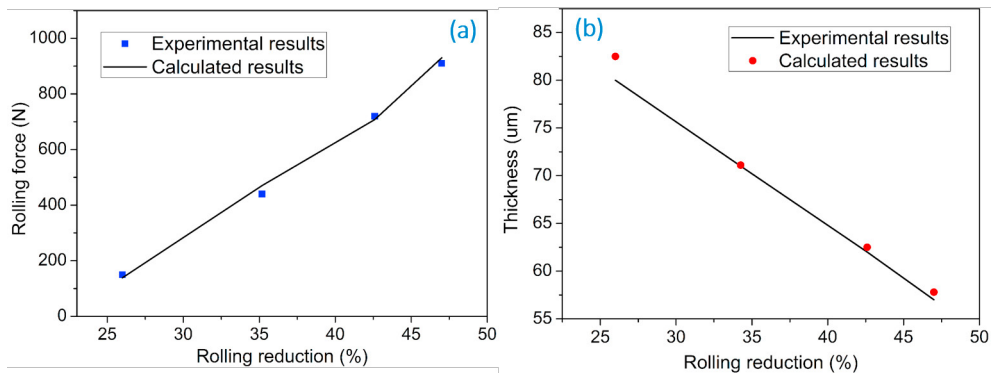 (a)
Experimental results
Calculated results
1000
800
600
400
200
0
Rolling force (N)
25 30 35 40 45 50
Rolling reduction (%)
(b)
Experimental results
Calculated results
85
80
75
70
65
60
55
Thickness (um)
25 30 35 40 45 50
Rolling reduction (%)